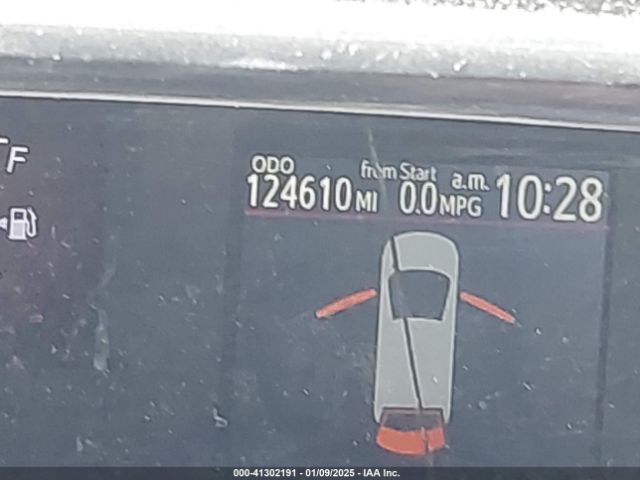 F
ODO from Start a.m. 10:28
124610 MI 0.0 MPG
000-41302191 - 01/09/2025 - IAA Inc.